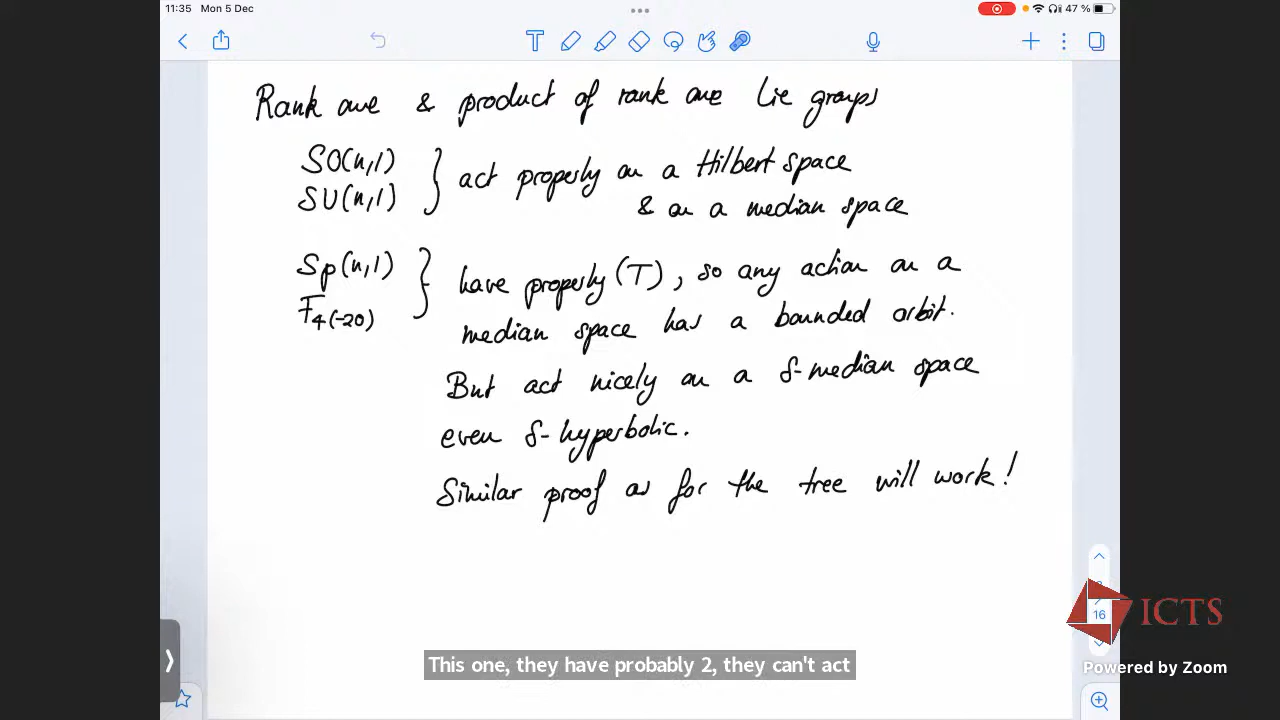 11:35 Mon 5 Dec
47 %
Rank one & product of rank one Lie groups
SO(n,1)
SU(n,1)
act properly on a Hilbert space
& on a median space
Sp(n,1)
F4(-20)
have property (T), so any action on a
median space has a bounded orbit.
But act nicely on a δ-median space
even δ-hyperbolic.
Similar proof as for the tree will work!
16
ICTS
This one, they have probably 2, they can't act
Powered by Zoom